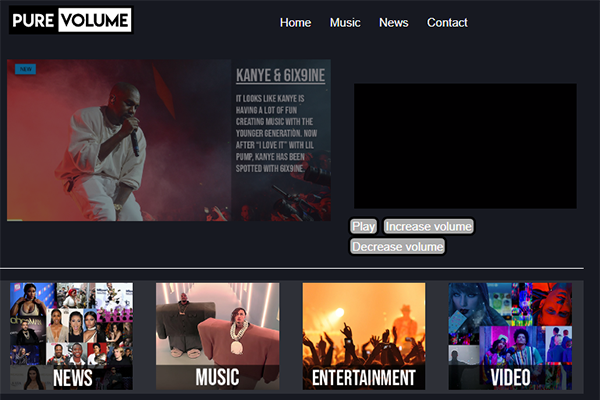 PURE VOLUME
Home Music News Contact
NEW
KANYE & 6IX9INE
IT LOOKS LIKE KANYE IS
HAVING A LOT OF FUN
CREATING MUSIC WITH THE
YOUNGER GENERATION. NOW
AFTER "I LOVE IT" WITH LIL
PUMP, KANYE HAS BEEN
SPOTTED WITH 6IX9INE.
Play Increase volume
Decrease volume
NEWS
MUSIC
ENTERTAINMENT
VIDEO